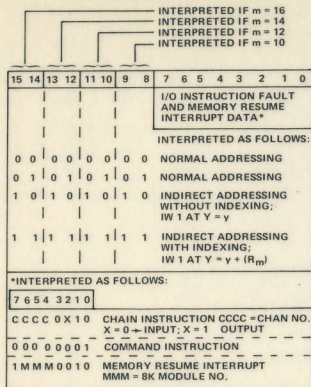 INTERPRETED IF m = 16
INTERPRETED IF m = 14
INTERPRETED IF m = 12
INTERPRETED IF m = 10
15 14 13 12 11 10 9 8 7 6 5 4 3 2 1 0
I/O INSTRUCTION FAULT
AND MEMORY RESUME
INTERRUPT DATA*
INTERPRETED AS FOLLOWS:
0 0 0 0 0 0 0 0 NORMAL ADDRESSING
0 1 0 1 0 1 0 1 NORMAL ADDRESSING
1 0 1 0 1 0 1 0 INDIRECT ADDRESSING
WITHOUT INDEXING;
IW 1 AT Y = y
1 1 1 1 1 1 1 1 INDIRECT ADDRESSING
WITH INDEXING;
IW 1 AT Y = y + (Rm)
*INTERPRETED AS FOLLOWS:
7 6 5 4 3 2 1 0
C C C C 0 X 1 0 CHAIN INSTRUCTION CCCC = CHAN NO.
X = 0 → INPUT; X = 1 OUTPUT
0 0 0 0 0 0 0 1 COMMAND INSTRUCTION
1 M M M 0 0 1 0 MEMORY RESUME INTERRUPT
MMM = 8K MODULE NO.